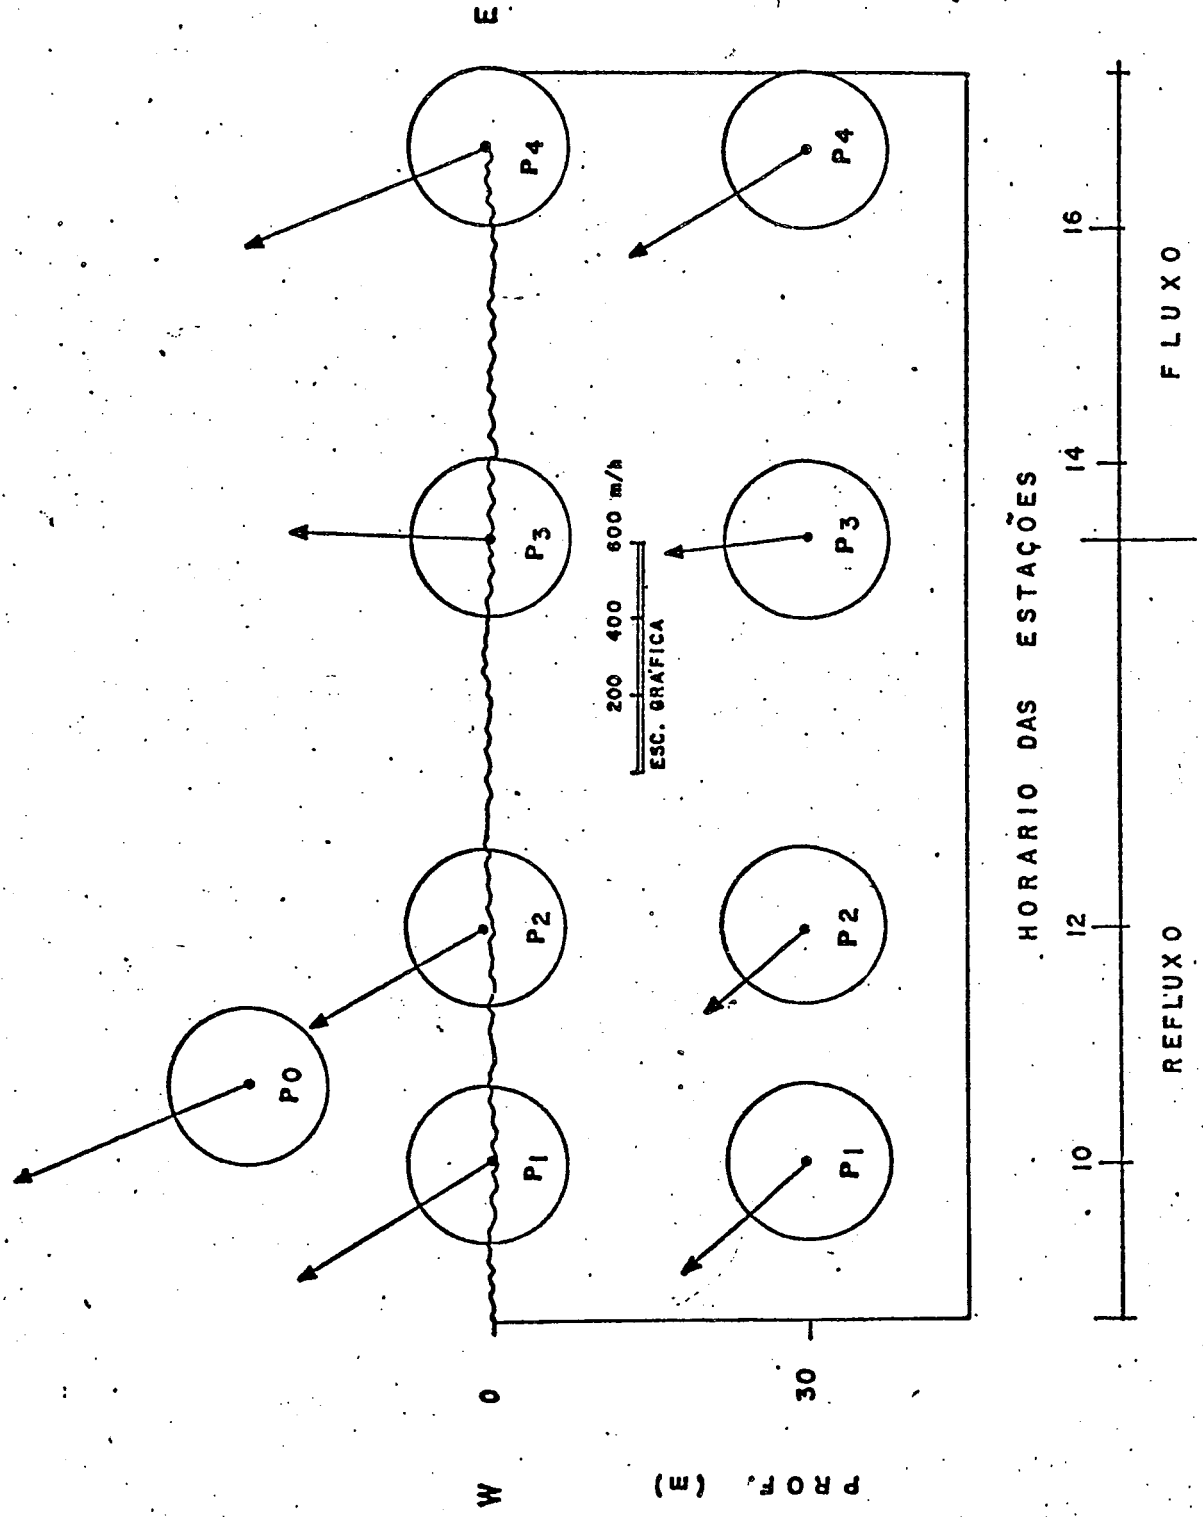 W
E
P0
P1
P2
P3
P4
0
200 400 600 m/h
ESC. GRÁFICA
P1
P2
P3
P4
30
PROF. (m)
HORARIO DAS ESTAÇÕES
10
12
14
16
REFLUXO
FLUXO